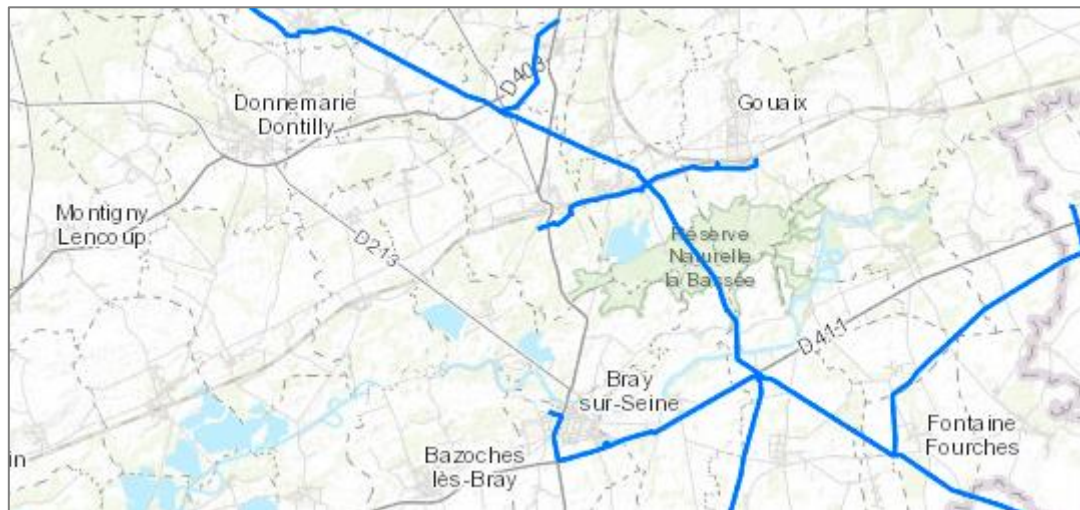 D403
Donnemarie
Dontilly
Gouaix
Montigny
Lencoup
D213
Réserve
Naturelle
la Bassée
D411
Bray
sur-Seine
Fontaine
Fourches
Bazoches
lès-Bray
in